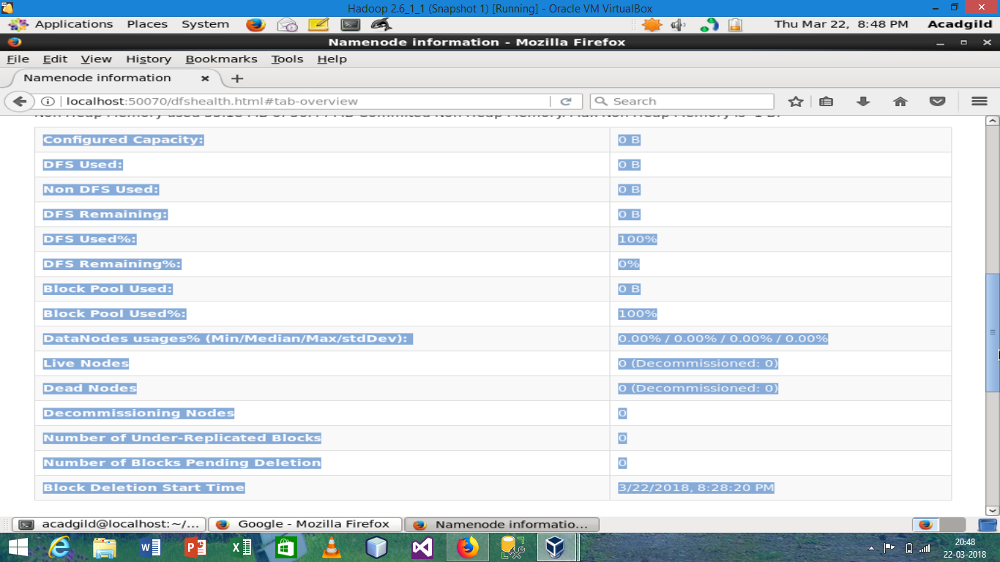 Hadoop 2.6_1_1 (Snapshot 1) [Running] - Oracle VM VirtualBox
Applications Places System Thu Mar 22, 8:48 PM Acadgild
Namenode information - Mozilla Firefox
File Edit View History Bookmarks Tools Help
Namenode information
localhost:50070/dfshealth.html#tab-overview Search
Configured Capacity: 0 B
DFS Used: 0 B
Non DFS Used: 0 B
DFS Remaining: 0 B
DFS Used%: 100%
DFS Remaining%: 0%
Block Pool Used: 0 B
Block Pool Used%: 100%
DataNodes usages% (Min/Median/Max/stdDev): 0.00% / 0.00% / 0.00% / 0.00%
Live Nodes 0 (Decommissioned: 0)
Dead Nodes 0 (Decommissioned: 0)
Decommissioning Nodes 0
Number of Under-Replicated Blocks 0
Number of Blocks Pending Deletion 0
Block Deletion Start Time 3/22/2018, 8:28:20 PM
acadgild@localhost:~/... Google - Mozilla Firefox Namenode informatio...
20:48
22-03-2018